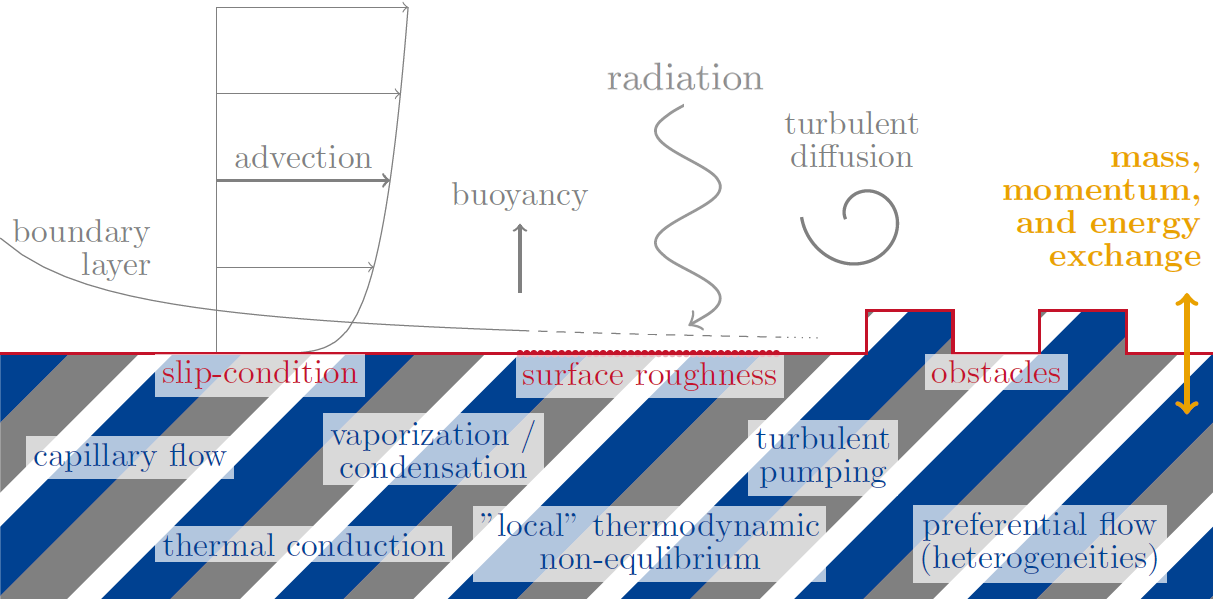 radiation
turbulent
diffusion
advection
buoyancy
mass,
momentum,
and energy
exchange
boundary
layer
slip-condition
surface roughness
obstacles
capillary flow
vaporization /
condensation
turbulent
pumping
thermal conduction
"local" thermodynamic
non-equlibrium
preferential flow
(heterogeneities)